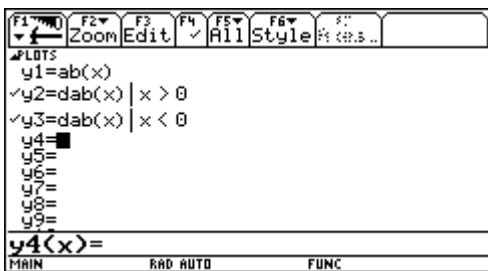 F1 F2 F3 F4 F5 F6
Zoom Edit ✓ All Style
PLOTS
y1=ab(x)
✓y2=dab(x)|x > 0
✓y3=dab(x)|x < 0
y4=
y5=
y6=
y7=
y8=
y9=
y4(x)=
MAIN RAD AUTO FUNC